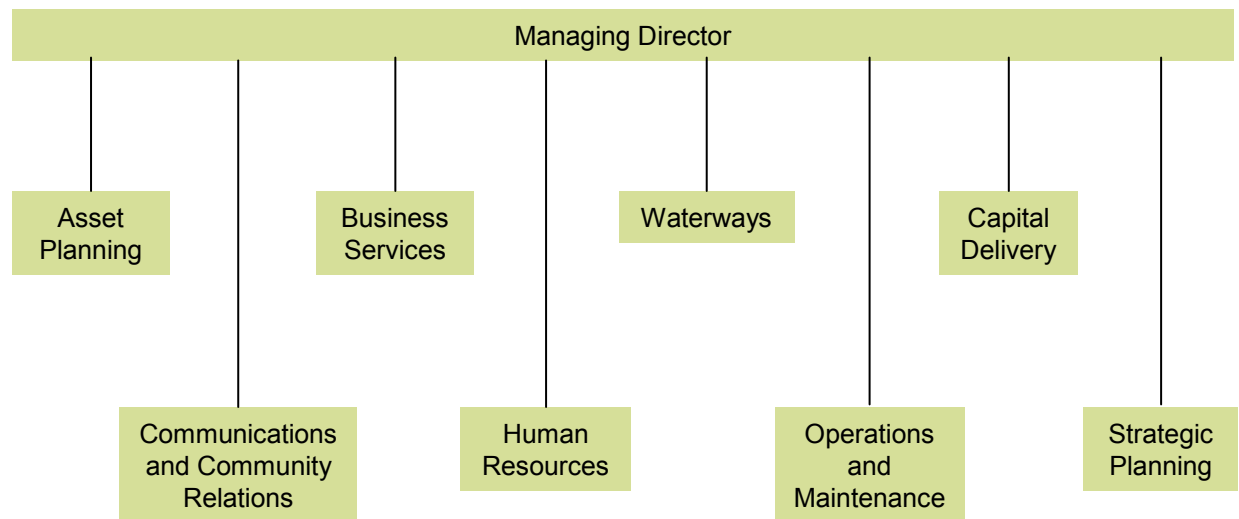 Managing Director
Asset
Planning
Business
Services
Waterways
Capital
Delivery
Communications
and Community
Relations
Human
Resources
Operations
and
Maintenance
Strategic
Planning